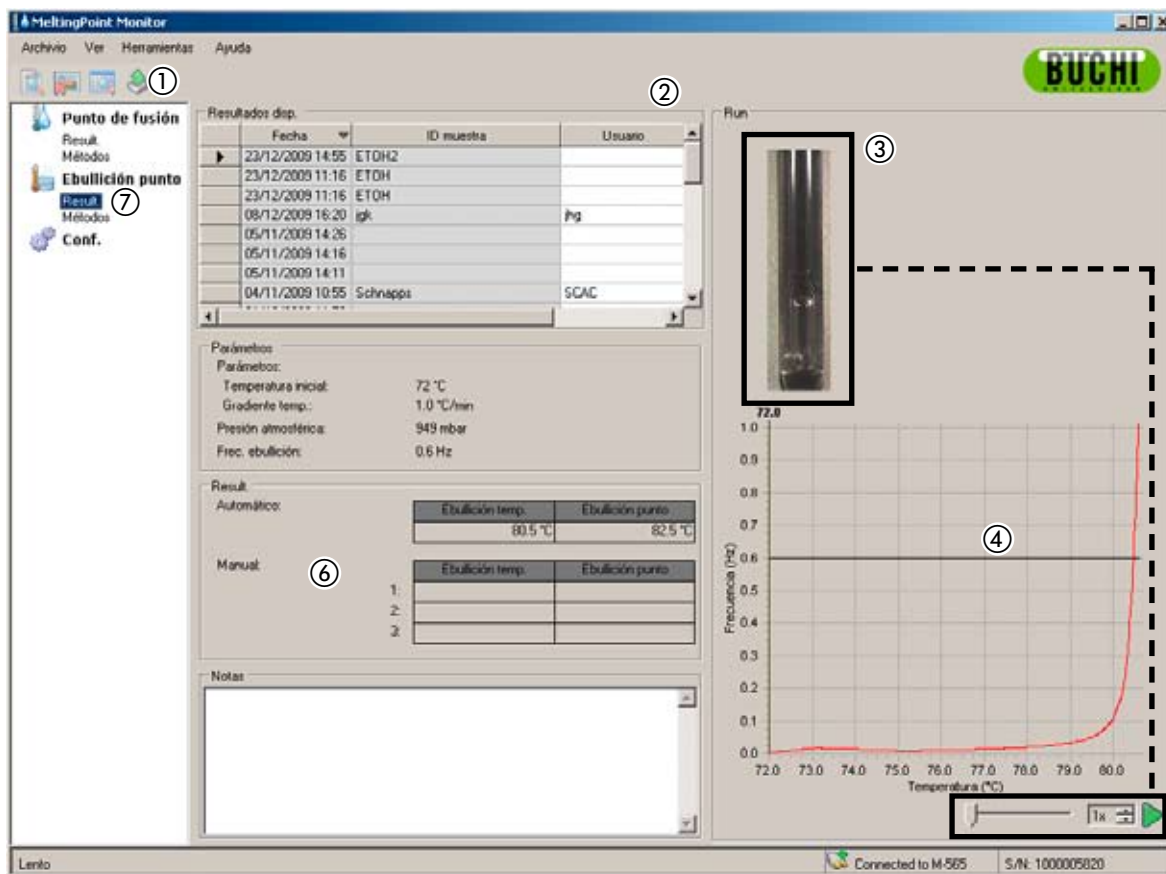 MeltingPoint Monitor
Archivo Ver Herramientas Ayuda
BÜCHI
①
②
Punto de fusión
Result.
Métodos
Ebullición punto
Result.
⑦
Métodos
Conf.
Resultados disp.
Fecha ID muestra Usuario
23/12/2009 14:55 ETOH2
23/12/2009 11:16 ETOH
23/12/2009 11:16 ETOH
08/12/2009 16:20 jgk jhg
05/11/2009 14:26
05/11/2009 14:16
05/11/2009 14:11
04/11/2009 10:55 Schnapps SCAC
Parámetros
Parámetros:
Temperatura inicial: 72 °C
Gradiente temp.: 1.0 °C/min
Presión atmosférica: 949 mbar
Frec. ebullición: 0.6 Hz
Result.
Automático:
Ebullición temp. Ebullición punto
80.5 °C 82.5 °C
Manual:
⑥
Ebullición temp. Ebullición punto
1:
2:
3:
Notas
Run
③
72.0
1.0
0.9
0.8
0.7
0.6
0.5
0.4
0.3
0.2
0.1
0.0
Frecuencia (Hz)
④
72.0 73.0 74.0 75.0 76.0 77.0 78.0 79.0 80.0
Temperatura (°C)
1x
Lento
Connected to M-565
S/N: 1000005820